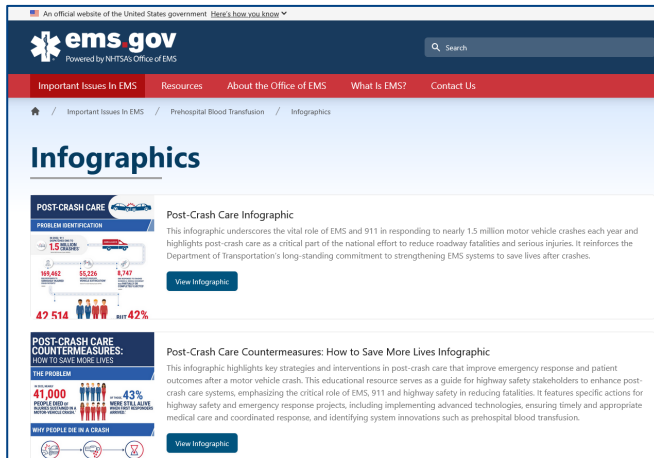 An official website of the United States government Here's how you know
ems.gov
Powered by NHTSA's Office of EMS
Search
Important Issues In EMS Resources About the Office of EMS What Is EMS? Contact Us
/ Important Issues In EMS / Prehospital Blood Transfusion / Infographics
Infographics
POST-CRASH CARE
PROBLEM IDENTIFICATION
1.5 MILLION
CRASHES
169,462 55,226 8,747
42,514 BUT 42%
Post-Crash Care Infographic
This infographic underscores the vital role of EMS and 911 in responding to nearly 1.5 million motor vehicle crashes each year and
highlights post-crash care as a critical part of the national effort to reduce roadway fatalities and serious injuries. It reinforces the
Department of Transportation's long-standing commitment to strengthening EMS systems to save lives after crashes.
View Infographic
POST-CRASH CARE
COUNTERMEASURES:
HOW TO SAVE MORE LIVES
THE PROBLEM
41,000
PEOPLE DIED OF
INJURIES SUSTAINED IN A
MOTOR-VEHICLE CRASH.
43%
WERE STILL ALIVE
WHEN FIRST RESPONDERS
ARRIVED.
WHY PEOPLE DIE IN A CRASH
Post-Crash Care Countermeasures: How to Save More Lives Infographic
This infographic highlights key strategies and interventions in post-crash care that improve emergency response and patient
outcomes after a motor vehicle crash. This educational resource serves as a guide for highway safety stakeholders to enhance post-
crash care systems, emphasizing the critical role of EMS, 911 and highway safety in reducing fatalities. It features specific actions for
highway safety and emergency response projects, including implementing advanced technologies, ensuring timely and appropriate
medical care and coordinated response, and identifying system innovations such as prehospital blood transfusion.
View Infographic